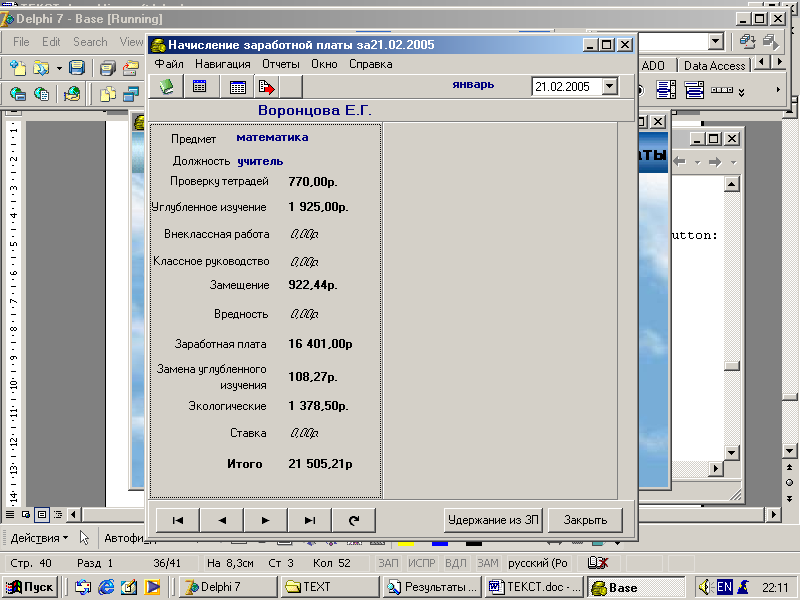 Delphi 7 - Base [Running]
File Edit Search View
ADO Data Access
Начисление заработной платы за21.02.2005
Файл Навигация Отчеты Окно Справка
январь 21.02.2005
Воронцова Е.Г.
Предмет математика
Должность учитель
Проверку тетрадей 770,00р.
Углубленное изучение 1 925,00р.
Внеклассная работа 0,00р.
Классное руководство 0,00р.
Замещение 922,44р.
Вредность 0,00р.
Заработная плата 16 401,00р
Замена углубленного
изучения 108,27р.
Экологические 1 378,50р.
Ставка 0,00р.
Итого 21 505,21р
Удержание из ЗП Закрыть
utton:
Действия Автофи
Стр. 40 Разд 1 36/41 На 8,3см Ст 3 Кол 52 ЗАП ИСПР ВДЛ ЗАМ русский (Ро
Пуск Delphi 7 TEXT Результаты ... ТЕКСТ.doc - ... Base EN 22:11